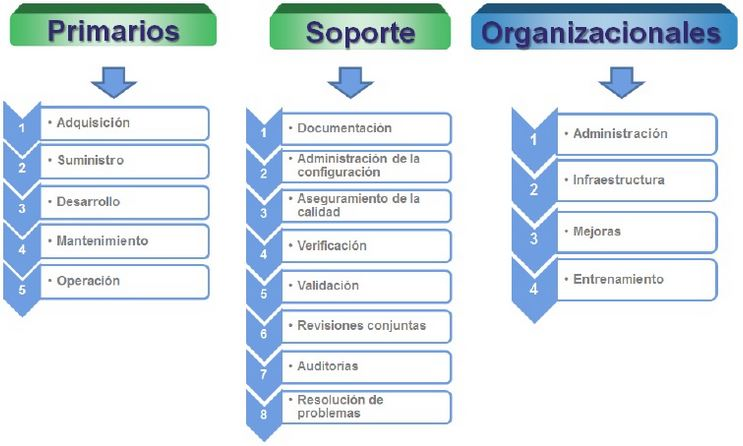 Primarios
1
• Adquisición
2
• Suministro
3
• Desarrollo
4
• Mantenimiento
5
• Operación
Soporte
1
• Documentación
2
• Administración de la
configuración
3
• Aseguramiento de la
calidad
4
• Verificación
5
• Validación
6
• Revisiones conjuntas
7
• Auditorías
8
• Resolución de
problemas
Organizacionales
1
• Administración
2
• Infraestructura
3
• Mejoras
4
• Entrenamiento